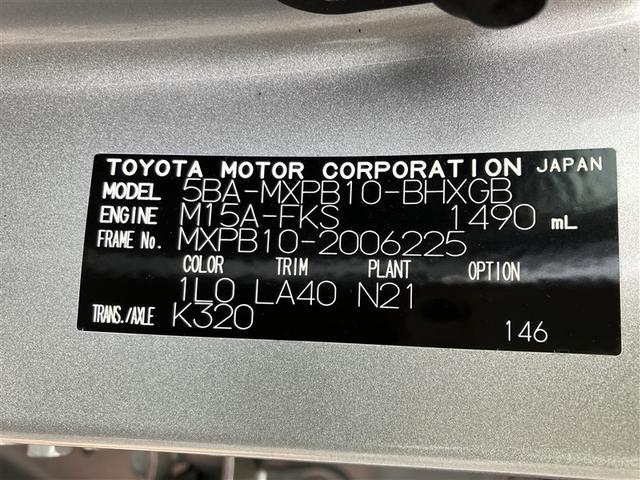 TOYOTA MOTOR CORPORATION JAPAN
MODEL 5BA-MXPB10-BHXGB
ENGINE M15A-FKS 1490 mL
FRAME No. MXPB10-2006225
COLOR TRIM PLANT OPTION
1L0 LA40 N21
TRANS./AXLE K320
146